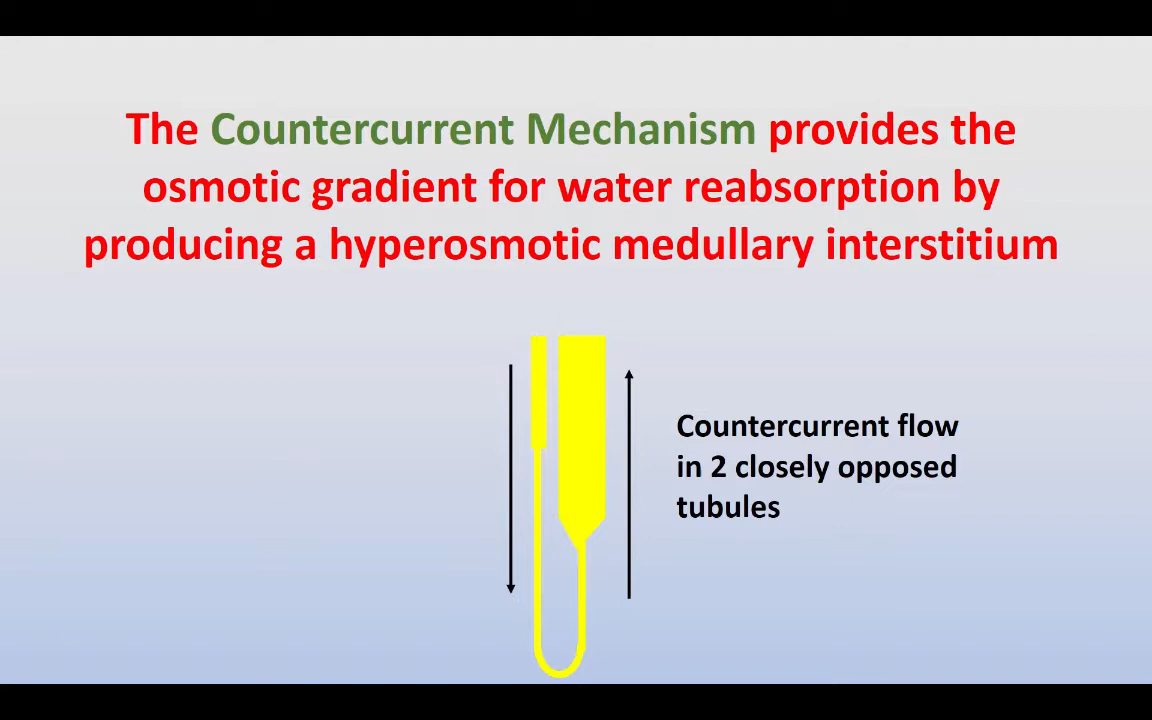 The Countercurrent Mechanism provides the
osmotic gradient for water reabsorption by
producing a hyperosmotic medullary interstitium
Countercurrent flow
in 2 closely opposed
tubules